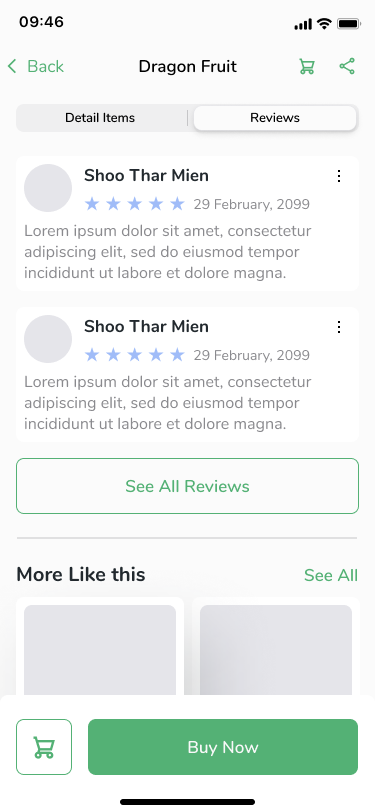 09:46
Back
Dragon Fruit
Detail Items
Reviews
Shoo Thar Mien
29 February, 2099
Lorem ipsum dolor sit amet, consectetur
adipiscing elit, sed do eiusmod tempor
incididunt ut labore et dolore magna.
Shoo Thar Mien
29 February, 2099
Lorem ipsum dolor sit amet, consectetur
adipiscing elit, sed do eiusmod tempor
incididunt ut labore et dolore magna.
See All Reviews
More Like this
See All
Buy Now